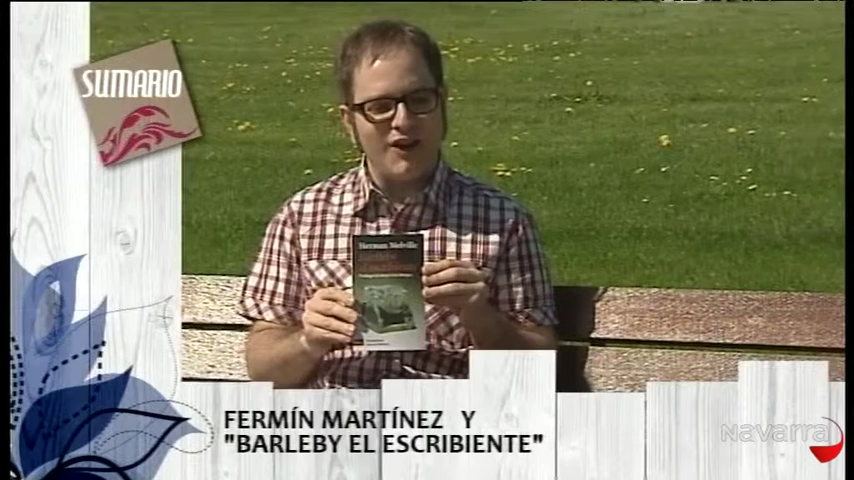 SUMARIO
Herman Melville
FERMÍN MARTÍNEZ Y
"BARLEBY EL ESCRIBIENTE"
Navarra